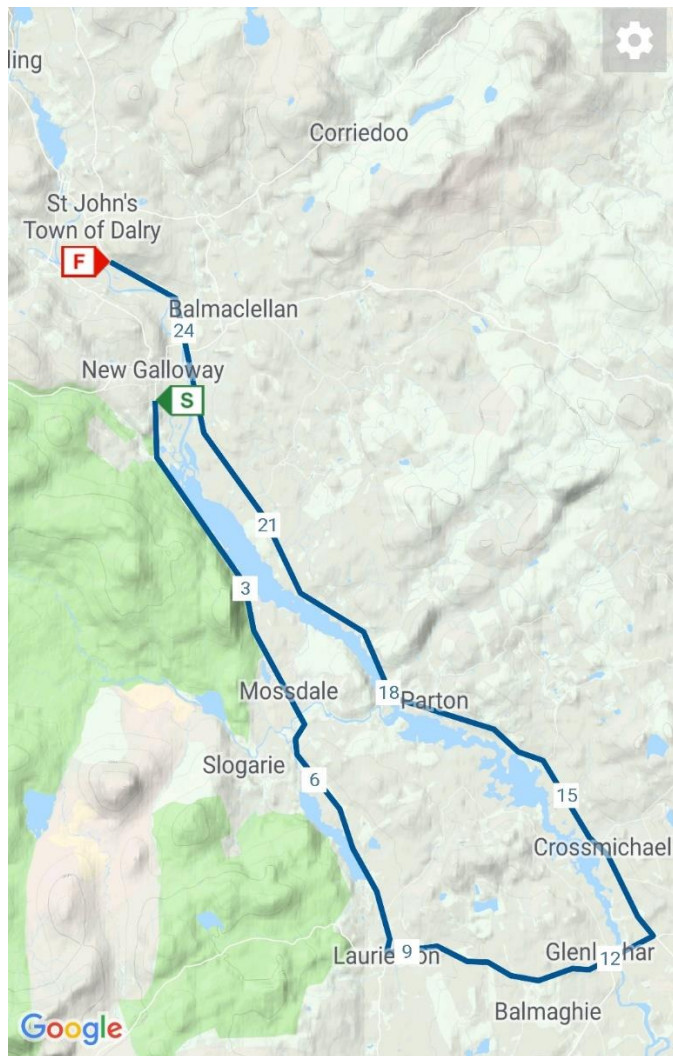 ling
Corriedoo
St John's
Town of Dalry
F
Balmaclellan
24
New Galloway
S
21
3
Mossdale
18
Parton
Slogarie
6
15
Crossmichael
9
12
Balmaghie
Google